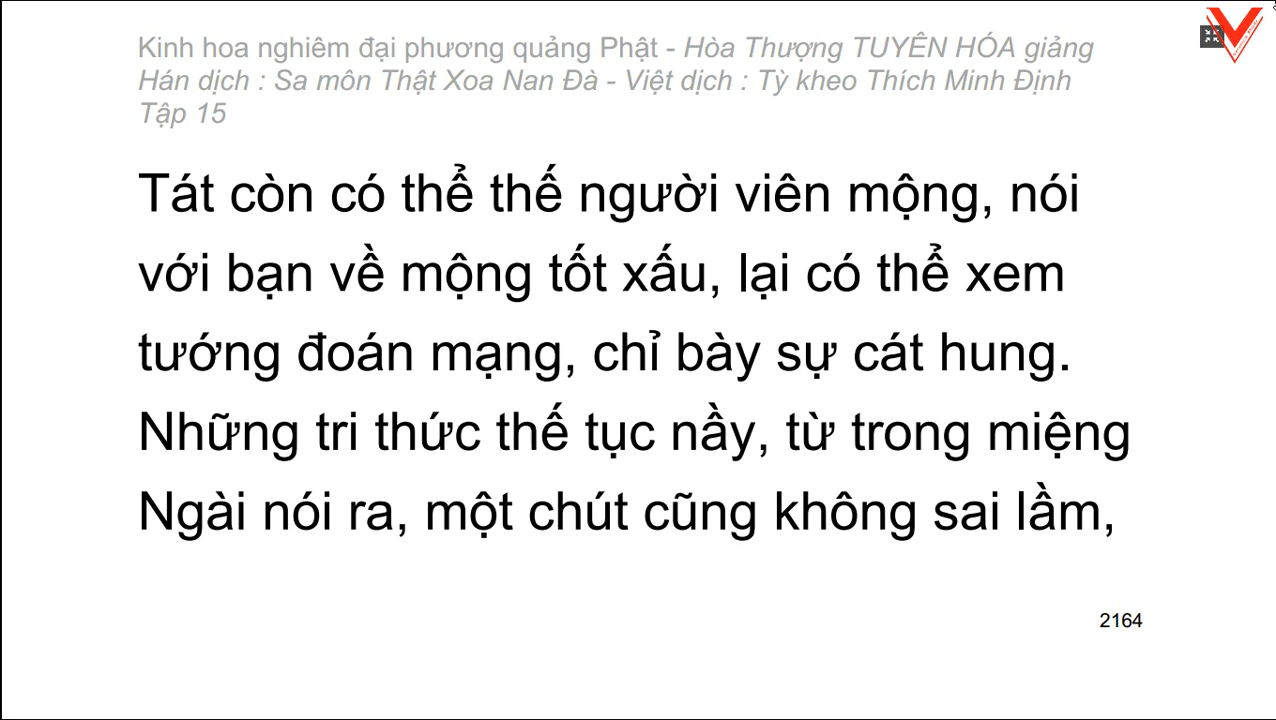 Kinh hoa nghiêm đại phương quảng Phật - Hòa Thượng TUYÊN HÓA giảng
Hán dịch : Sa môn Thật Xoa Nan Đà - Việt dịch : Tỳ kheo Thích Minh Định
Tập 15
Tát còn có thể thế người viên mộng, nói
với bạn về mộng tốt xấu, lại có thể xem
tướng đoán mạng, chỉ bày sự cát hung.
Những tri thức thế tục nầy, từ trong miệng
Ngài nói ra, một chút cũng không sai lầm,
2164